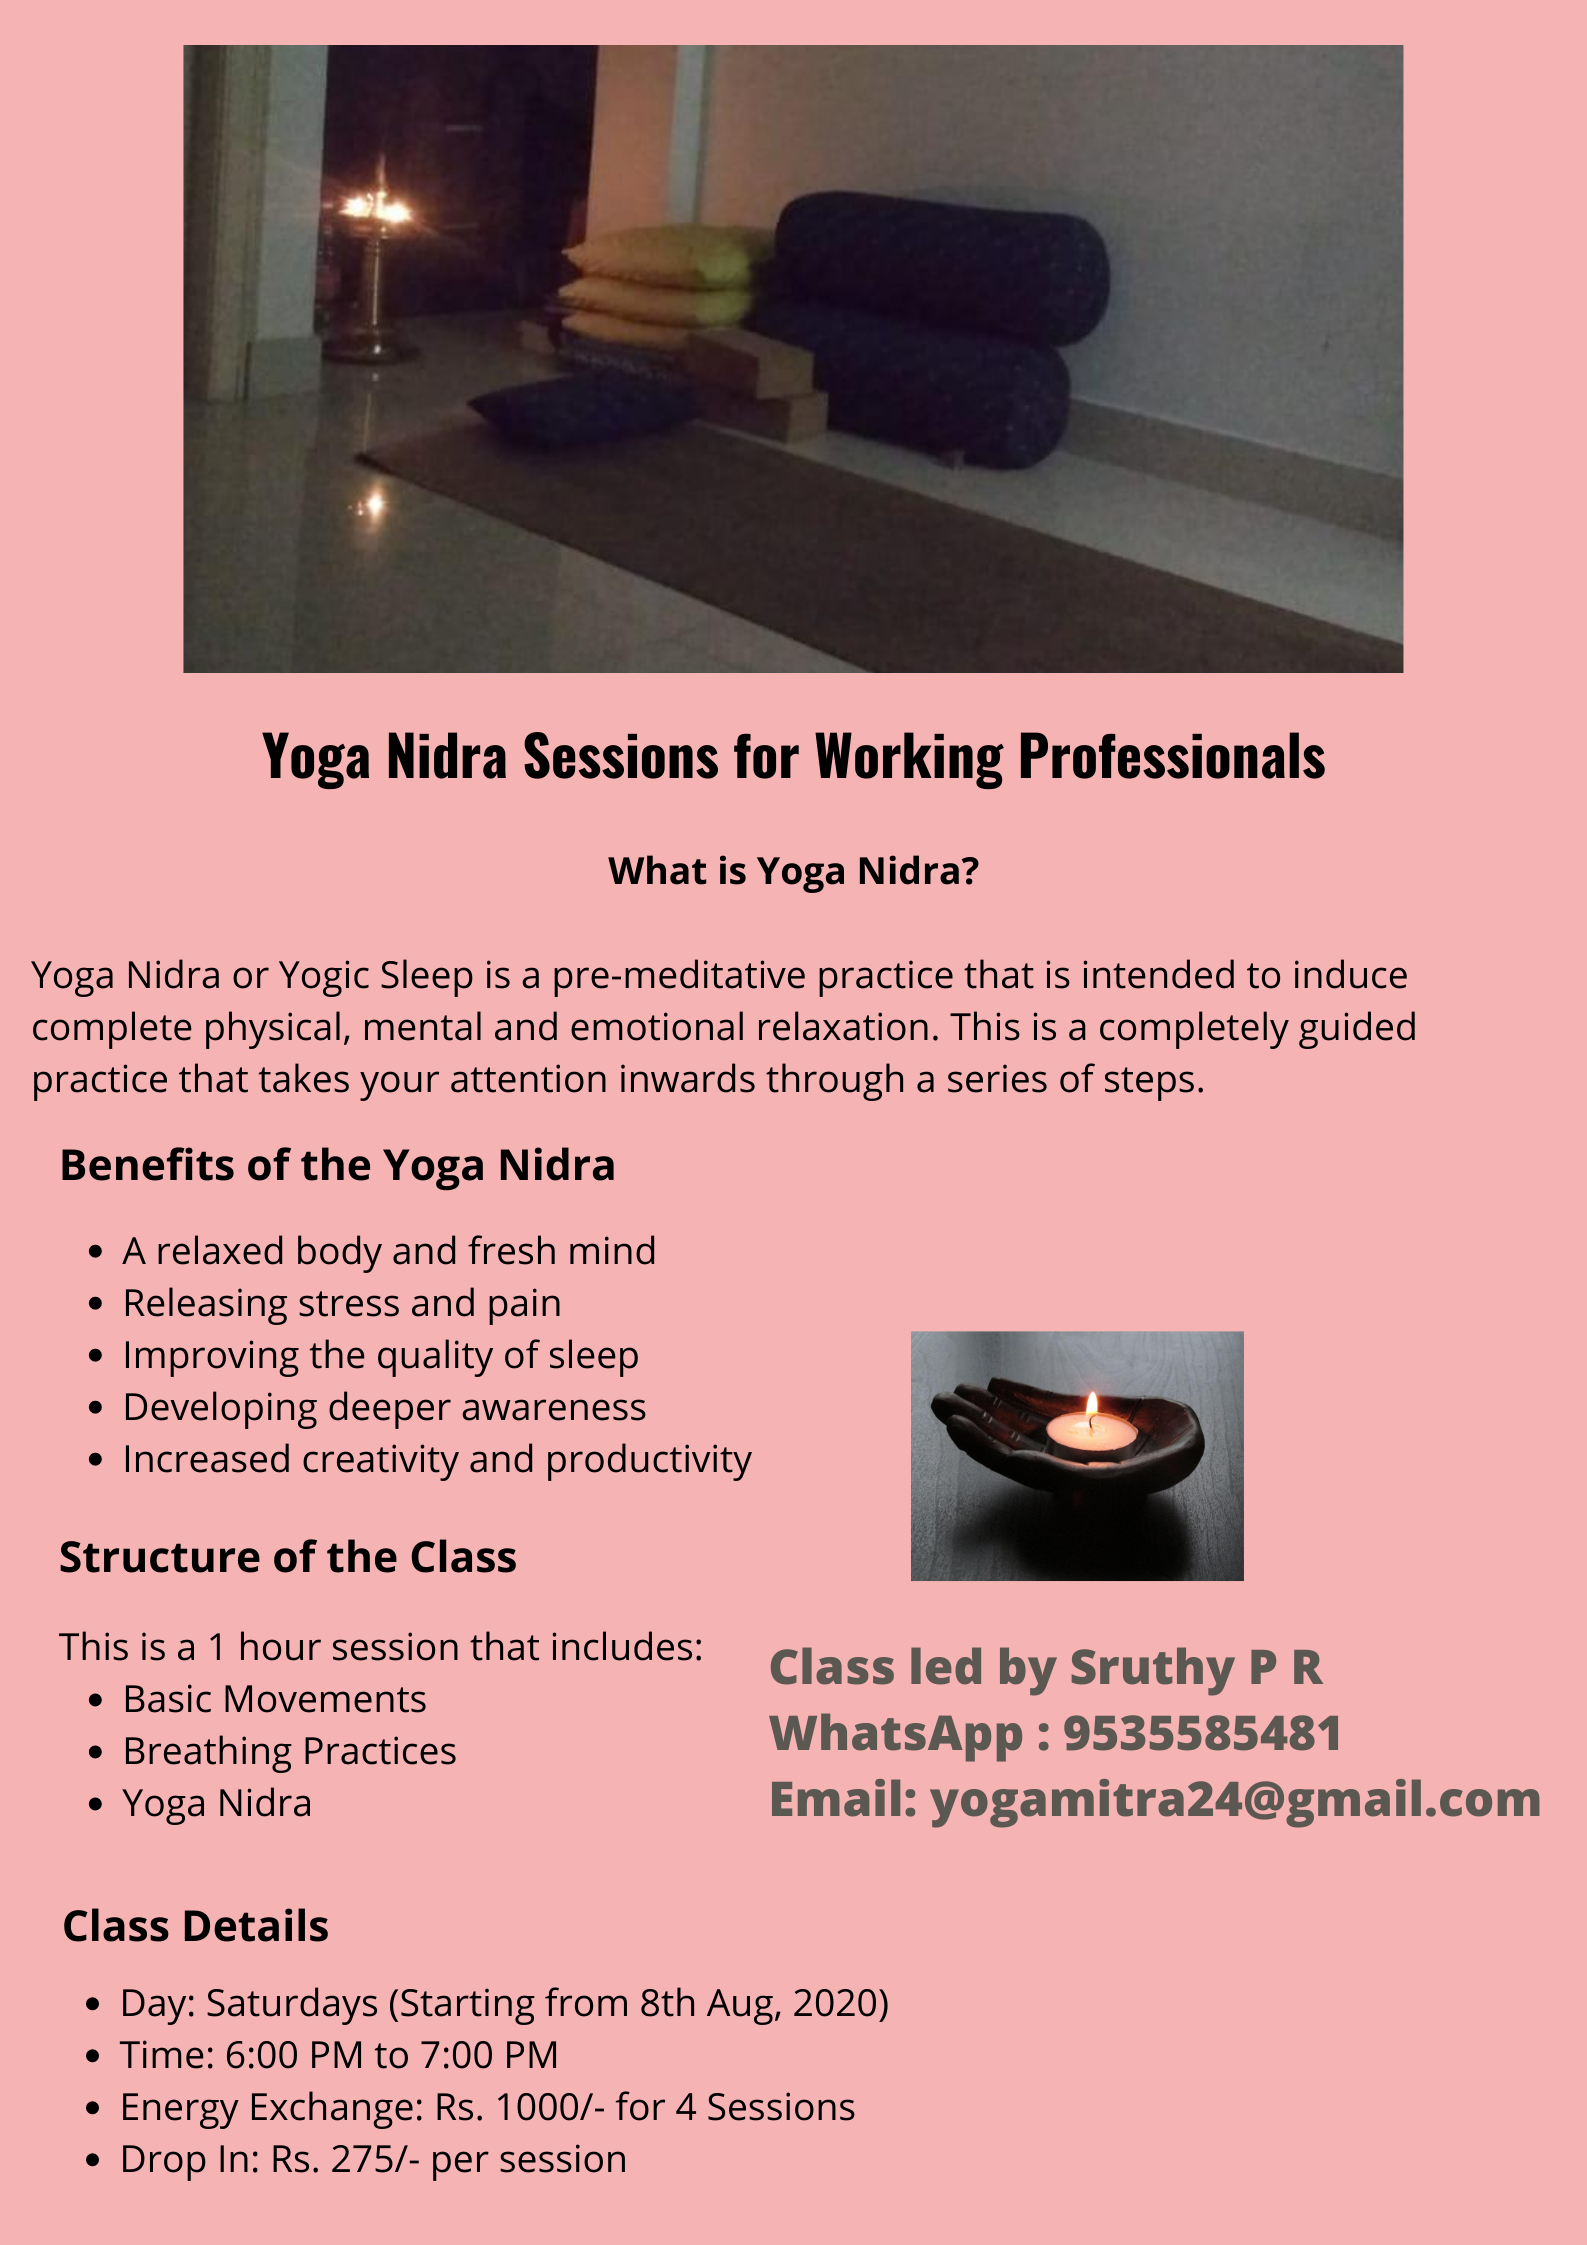 Yoga Nidra Sessions for Working Professionals
What is Yoga Nidra?
Yoga Nidra or Yogic Sleep is a pre-meditative practice that is intended to induce
complete physical, mental and emotional relaxation. This is a completely guided
practice that takes your attention inwards through a series of steps.
Benefits of the Yoga Nidra
• A relaxed body and fresh mind
• Releasing stress and pain
• Improving the quality of sleep
• Developing deeper awareness
• Increased creativity and productivity
Structure of the Class
This is a 1 hour session that includes:
• Basic Movements
• Breathing Practices
• Yoga Nidra
Class led by Sruthy P R
WhatsApp : 9535585481
Email: yogamitra24@gmail.com
Class Details
• Day: Saturdays (Starting from 8th Aug, 2020)
• Time: 6:00 PM to 7:00 PM
• Energy Exchange: Rs. 1000/- for 4 Sessions
• Drop In: Rs. 275/- per session